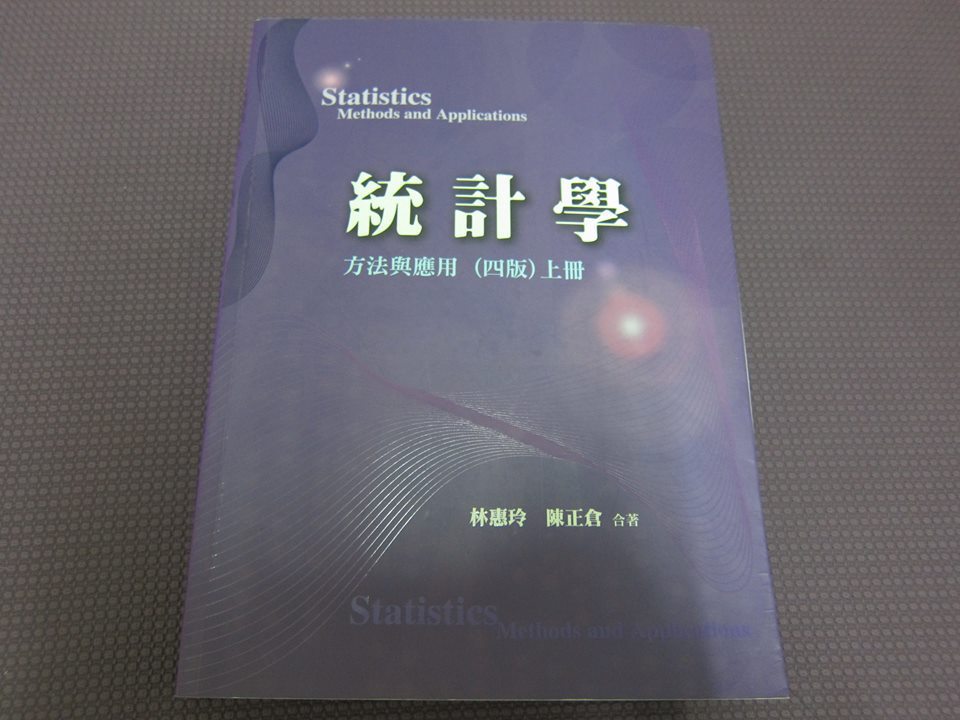 Statistics
Methods and Applications
統計學
方法與應用 (四版)上冊
林惠玲 陳正倉 合著
Statistics
Methods and Applications